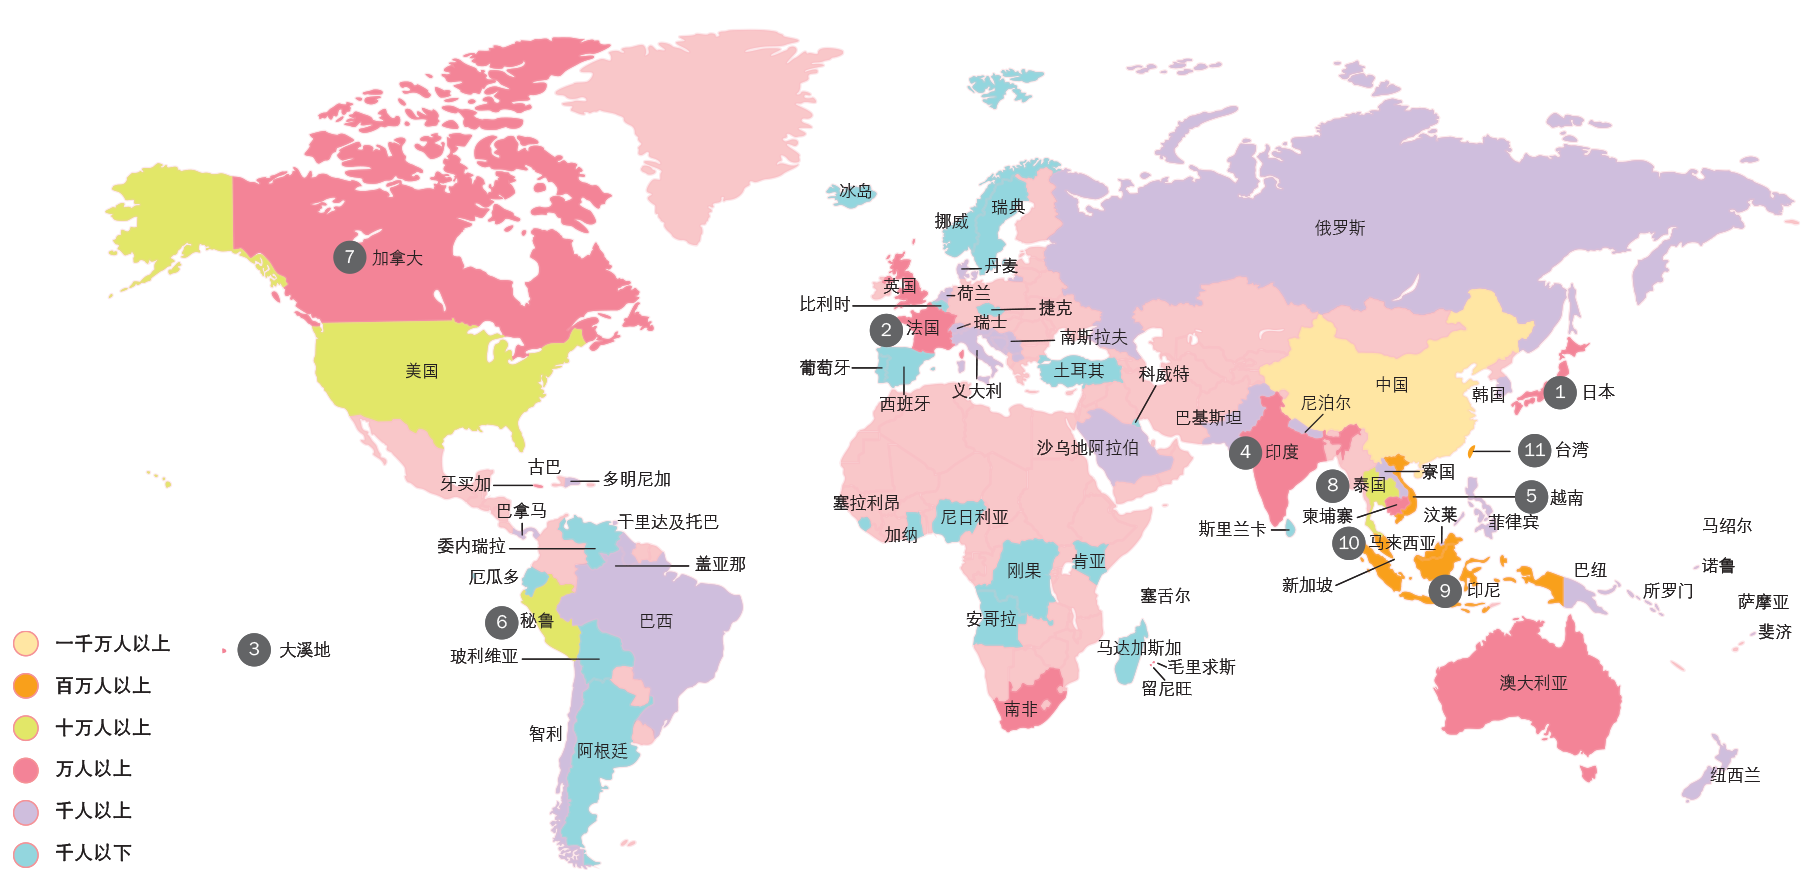 冰岛
挪威
瑞典
俄罗斯
7 加拿大
丹麦
英国
荷兰
比利时
捷克
2 法国
瑞士
南斯拉夫
美国
葡萄牙
土耳其
科威特
中国
义大利
西班牙
韩国
1 日本
尼泊尔
巴基斯坦
沙乌地阿拉伯
4 印度
11 台湾
古巴
寮国
牙买加
多明尼加
8 泰国
5 越南
塞拉利昂
巴拿马
千里达及托巴
尼日利亚
柬埔寨
汶莱
菲律宾
马绍尔
加纳
斯里兰卡
委内瑞拉
10 马来西亚
盖亚那
肯亚
诺鲁
厄瓜多
刚果
新加坡
巴纽
9 印尼
所罗门
塞舌尔
萨摩亚
6 秘鲁
巴西
安哥拉
斐济
一千万人以上
3 大溪地
玻利维亚
马达加斯加
毛里求斯
百万人以上
留尼旺
澳大利亚
南非
十万人以上
智利
阿根廷
万人以上
纽西兰
千人以上
千人以下